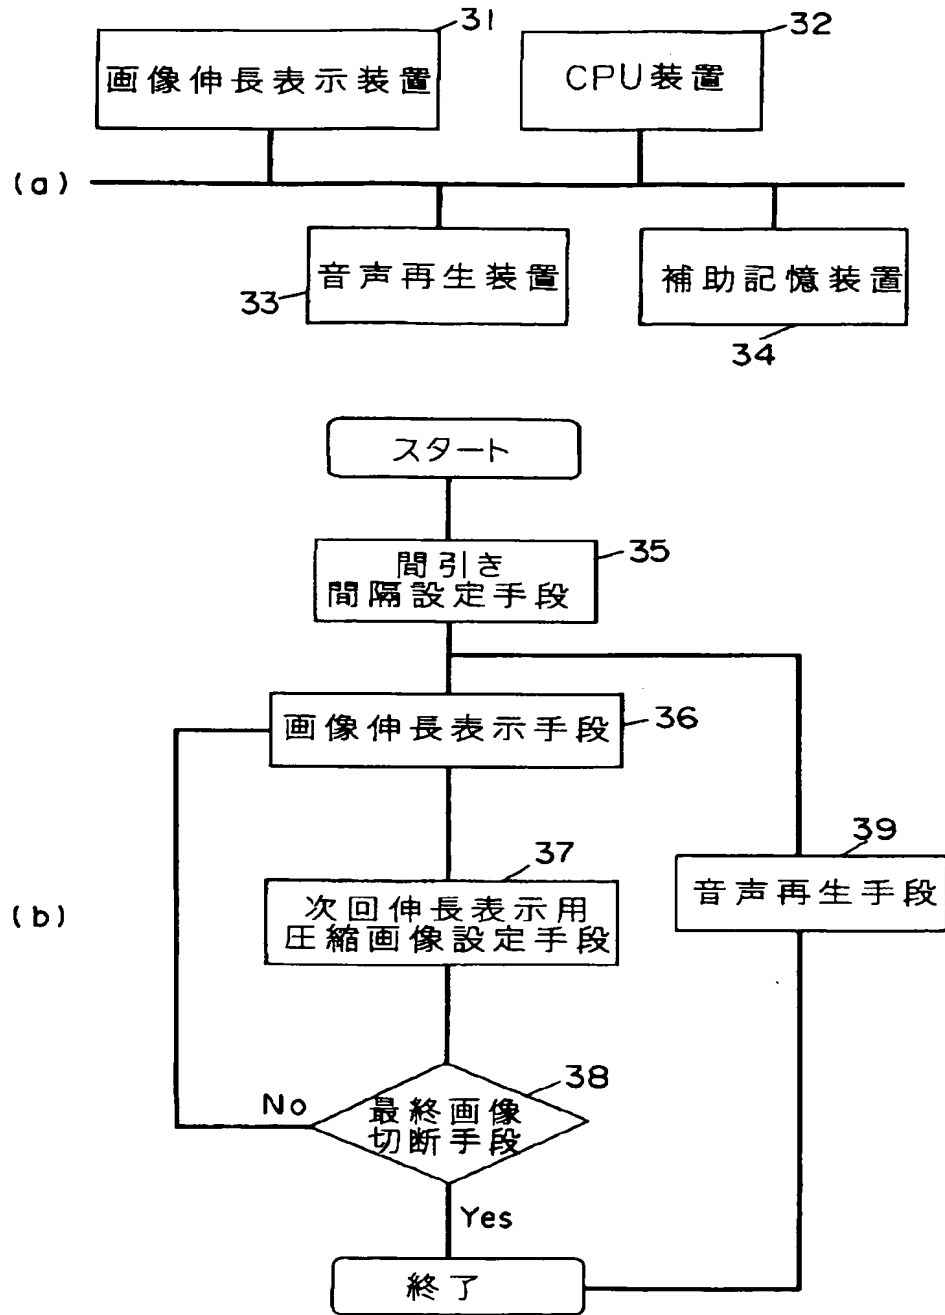 31
画像伸長表示装置
32
CPU装置
(a)
33
音声再生装置
補助記憶装置
34
スタート
35
間引き
間隔設定手段
画像伸長表示手段
36
37
次回伸長表示用
圧縮画像設定手段
39
音声再生手段
(b)
38
最終画像
切断手段
No
Yes
終了